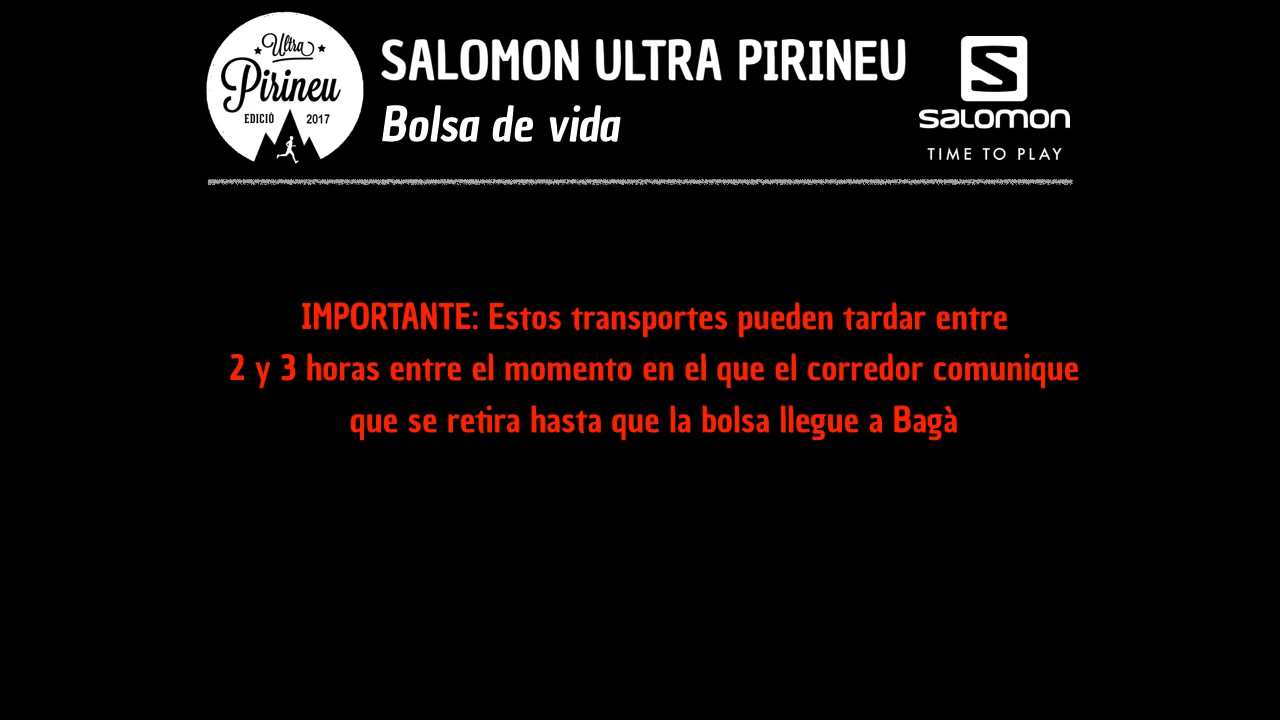 Ultra
Pirineu
EDICIÓ 2017
SALOMON ULTRA PIRINEU
Bolsa de vida
S
SALOMON
TIME TO PLAY
IMPORTANTE: Estos transportes pueden tardar entre
2 y 3 horas entre el momento en el que el corredor comunique
que se retira hasta que la bolsa llegue a Bagà